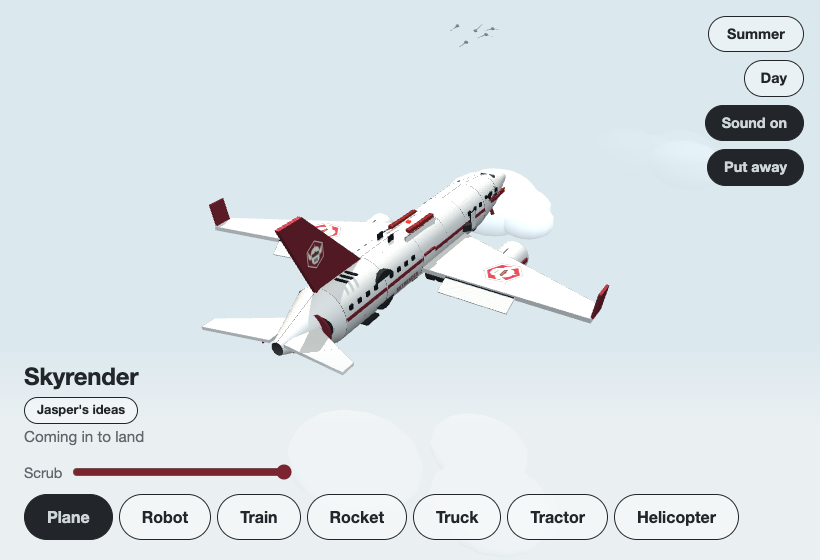 Summer
Day
Sound on
Put away
Skyrender
Jasper's ideas
Coming in to land
Scrub
Plane
Robot
Train
Rocket
Truck
Tractor
Helicopter